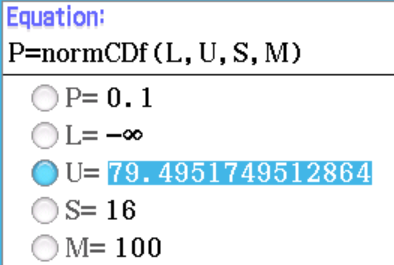 Equation:
P=normCDf(L,U,S,M)
P= 0.1
L= -∞
U= 79.4951749512864
S= 16
M= 100